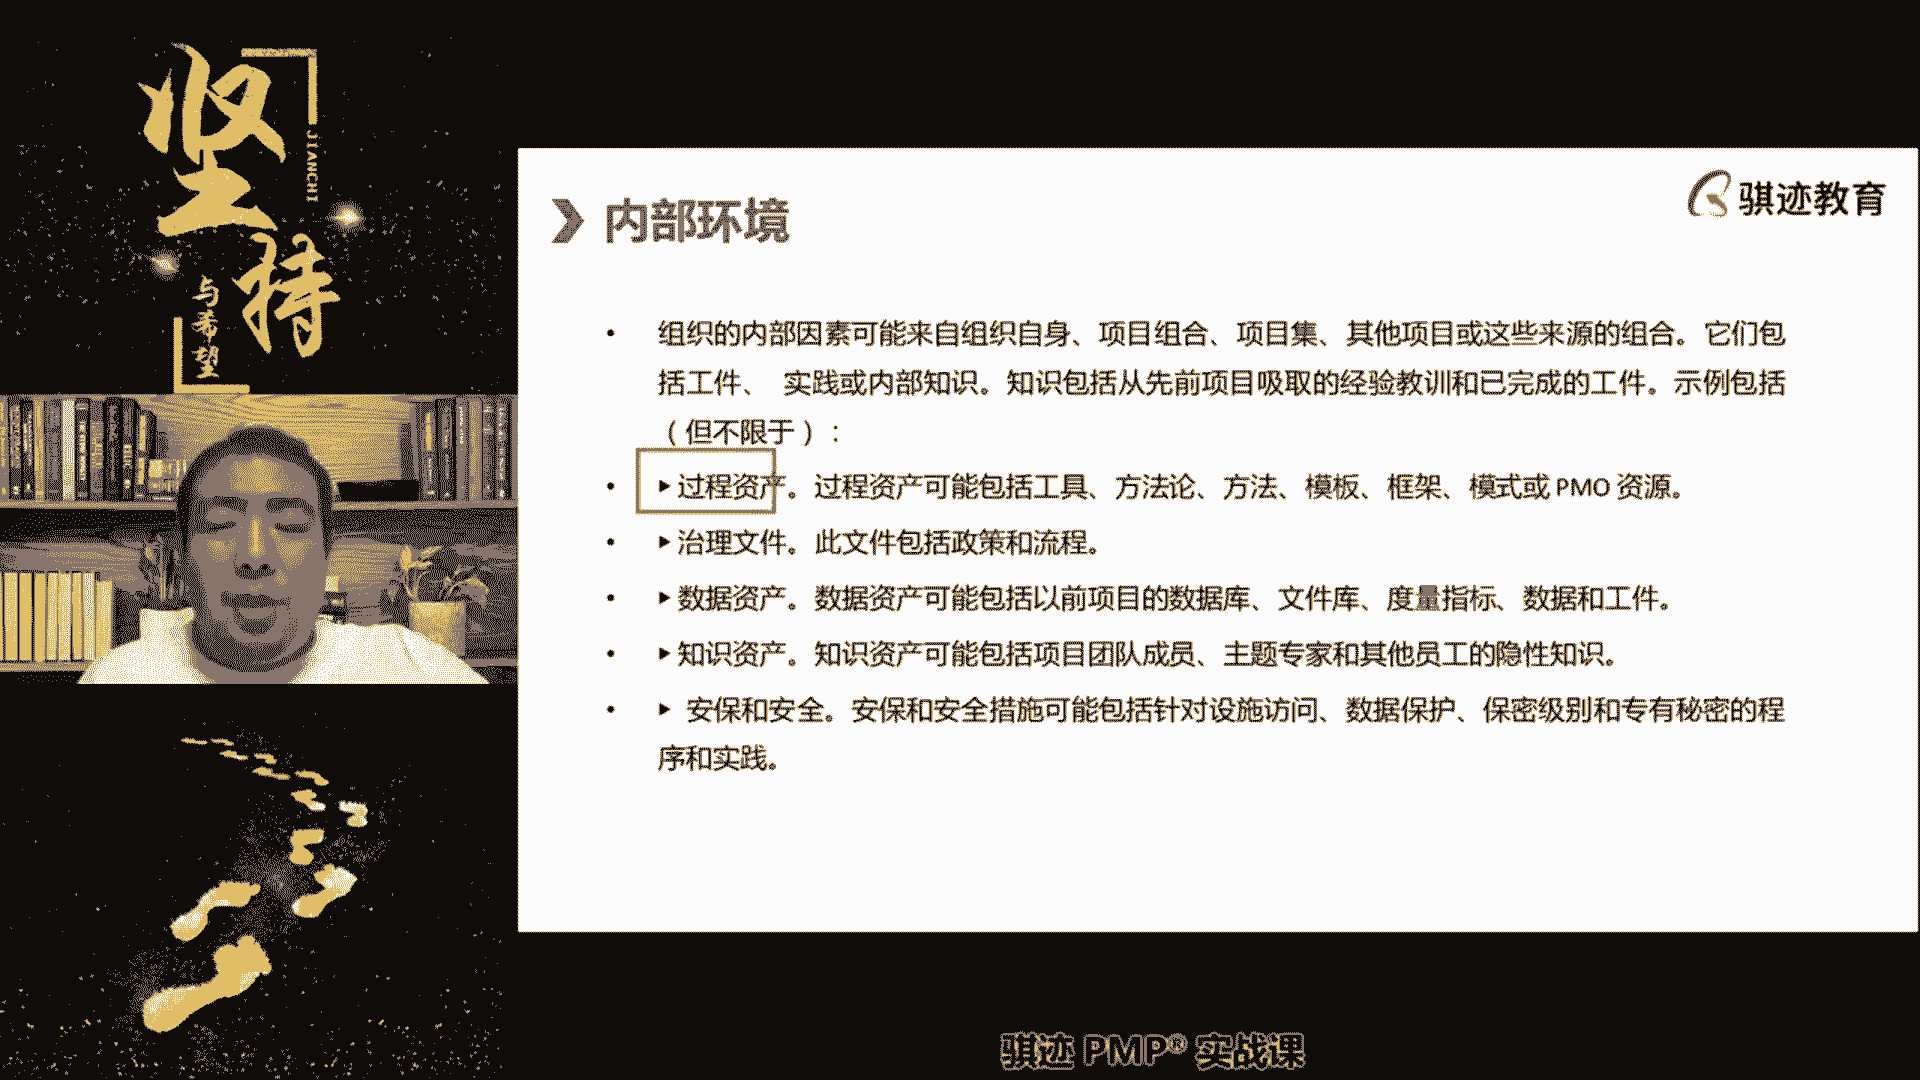 坚持
JIANCHI
与希望
骐迹教育
内部环境
• 组织的内部因素可能来自组织自身、项目组合、项目集、其他项目或这些来源的组合。它们包
括工件、 实践或内部知识。知识包括从先前项目吸取的经验教训和已完成的工件。示例包括
（但不限于）：
• ▶过程资产。过程资产可能包括工具、方法论、方法、模板、框架、模式或 PMO 资源。
• ▶治理文件。此文件包括政策和流程。
• ▶数据资产。数据资产可能包括以前项目的数据库、文件库、度量指标、数据和工件。
• ▶知识资产。知识资产可能包括项目团队成员、主题专家和其他员工的隐性知识。
• ▶ 安保和安全。安保和安全措施可能包括针对设施访问、数据保护、保密级别和专有秘密的程
序和实践。
骐迹 PMP® 实战课